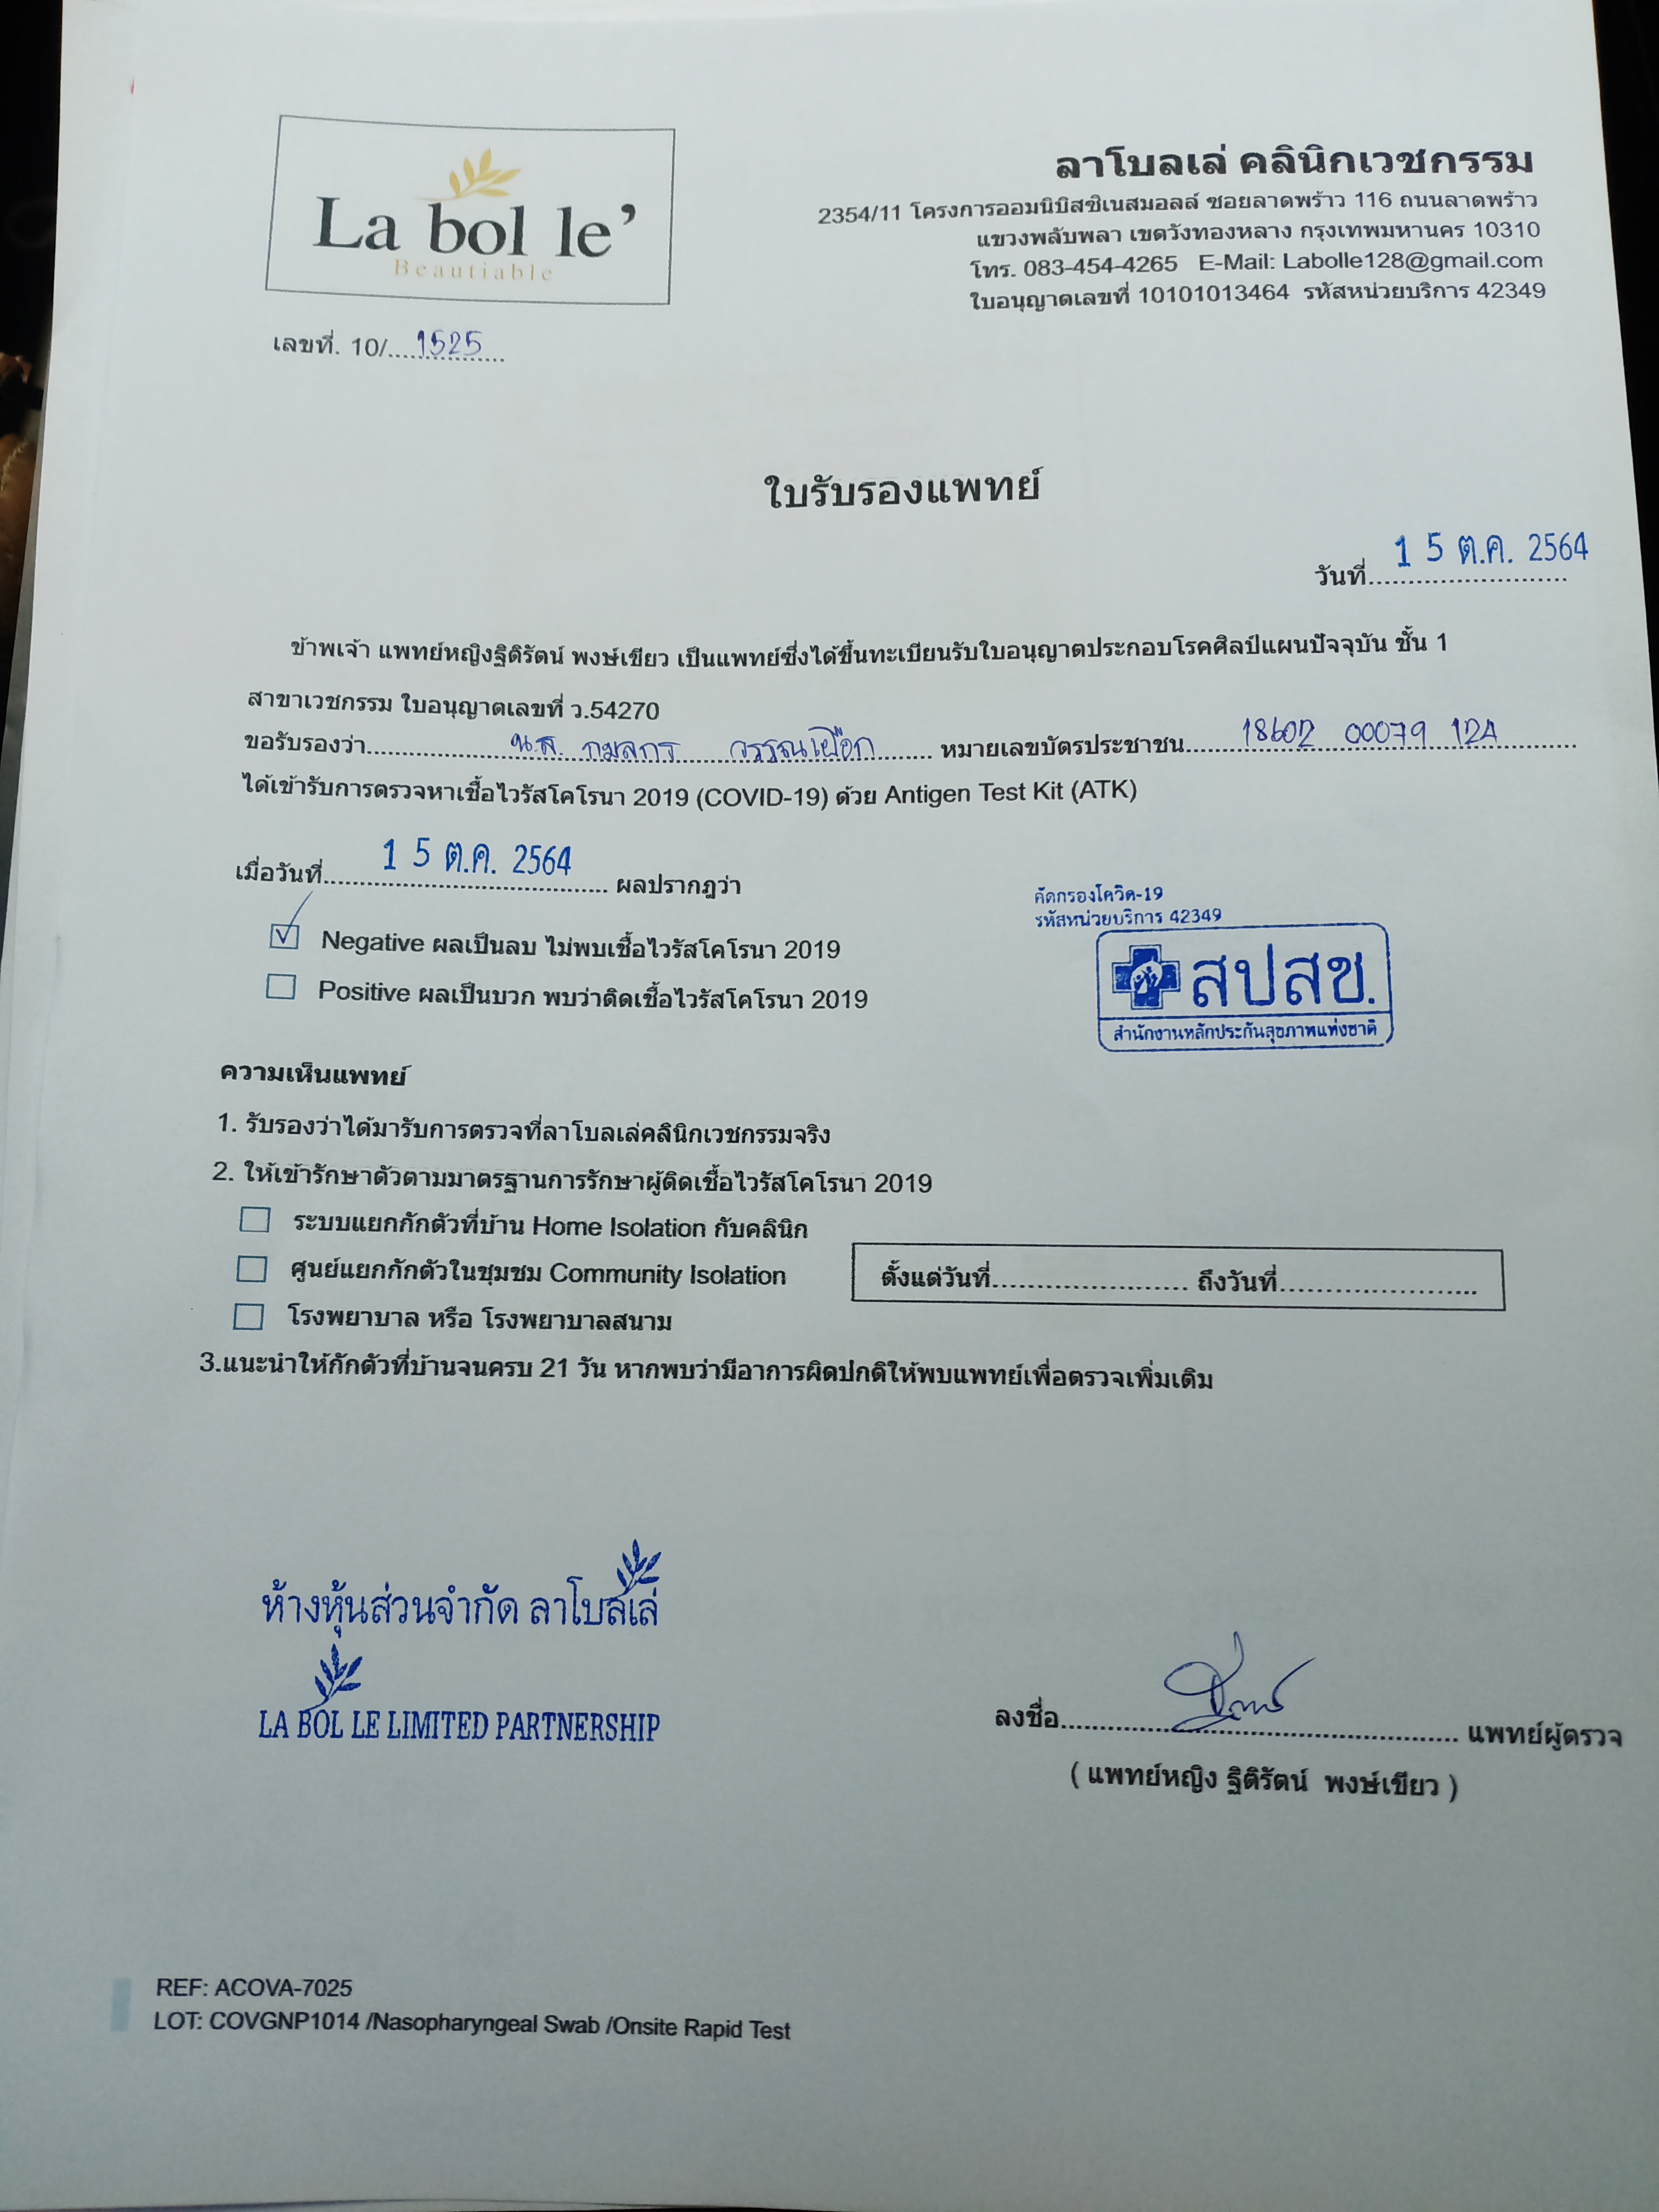 La bol le’
Beautiable
ลาโบลเล่ คลินิกเวชกรรม
2354/11 โครงการออมนิบิสซิเนสมอลล์ ซอยลาดพร้าว 116 ถนนลาดพร้าว
แขวงพลับพลา เขตวังทองหลาง กรุงเทพมหานคร 10310
โทร. 083-454-4265 E-Mail: Labolle128@gmail.com
ใบอนุญาตเลขที่ 10101013464 รหัสหน่วยบริการ 42349
เลขที่. 10/....1525....
ใบรับรองแพทย์
วันที่ 15 ต.ค. 2564
ข้าพเจ้า แพทย์หญิงฐิติรัตน์ พงษ์เขียว เป็นแพทย์ซึ่งได้ขึ้นทะเบียนรับใบอนุญาตประกอบโรคศิลป์แผนปัจจุบัน ชั้น 1
สาขาเวชกรรม ใบอนุญาตเลขที่ ว.54270
ขอรับรองว่า น.ส. กมลกร วรรณเผือก หมายเลขบัตรประชาชน 18602 00079 124
ได้เข้ารับการตรวจหาเชื้อไวรัสโคโรนา 2019 (COVID-19) ด้วย Antigen Test Kit (ATK)
เมื่อวันที่ 15 ต.ค. 2564 ผลปรากฎว่า
Negative ผลเป็นลบ ไม่พบเชื้อไวรัสโคโรนา 2019
Positive ผลเป็นบวก พบว่าติดเชื้อไวรัสโคโรนา 2019
คัดกรองโควิด-19
รหัสหน่วยบริการ 42349
สปสช.
สำนักงานหลักประกันสุขภาพแห่งชาติ
ความเห็นแพทย์
1. รับรองว่าได้มารับการตรวจที่ลาโบลเล่คลินิกเวชกรรมจริง
2. ให้เข้ารักษาตัวตามมาตรฐานการรักษาผู้ติดเชื้อไวรัสโคโรนา 2019
ระบบแยกกักตัวที่บ้าน Home Isolation กับคลินิก
ศูนย์แยกกักตัวในชุมชม Community Isolation
ตั้งแต่วันที่........................ ถึงวันที่........................
โรงพยาบาล หรือ โรงพยาบาลสนาม
3.แนะนำให้กักตัวที่บ้านจนครบ 21 วัน หากพบว่ามีอาการผิดปกติให้พบแพทย์เพื่อตรวจเพิ่มเติม
ห้างหุ้นส่วนจำกัด ลาโบลเล่
LA BOL LE LIMITED PARTNERSHIP
ลงชื่อ........................ แพทย์ผู้ตรวจ
( แพทย์หญิง ฐิติรัตน์ พงษ์เขียว )
REF: ACOVA-7025
LOT: COVGNP1014 /Nasopharyngeal Swab /Onsite Rapid Test